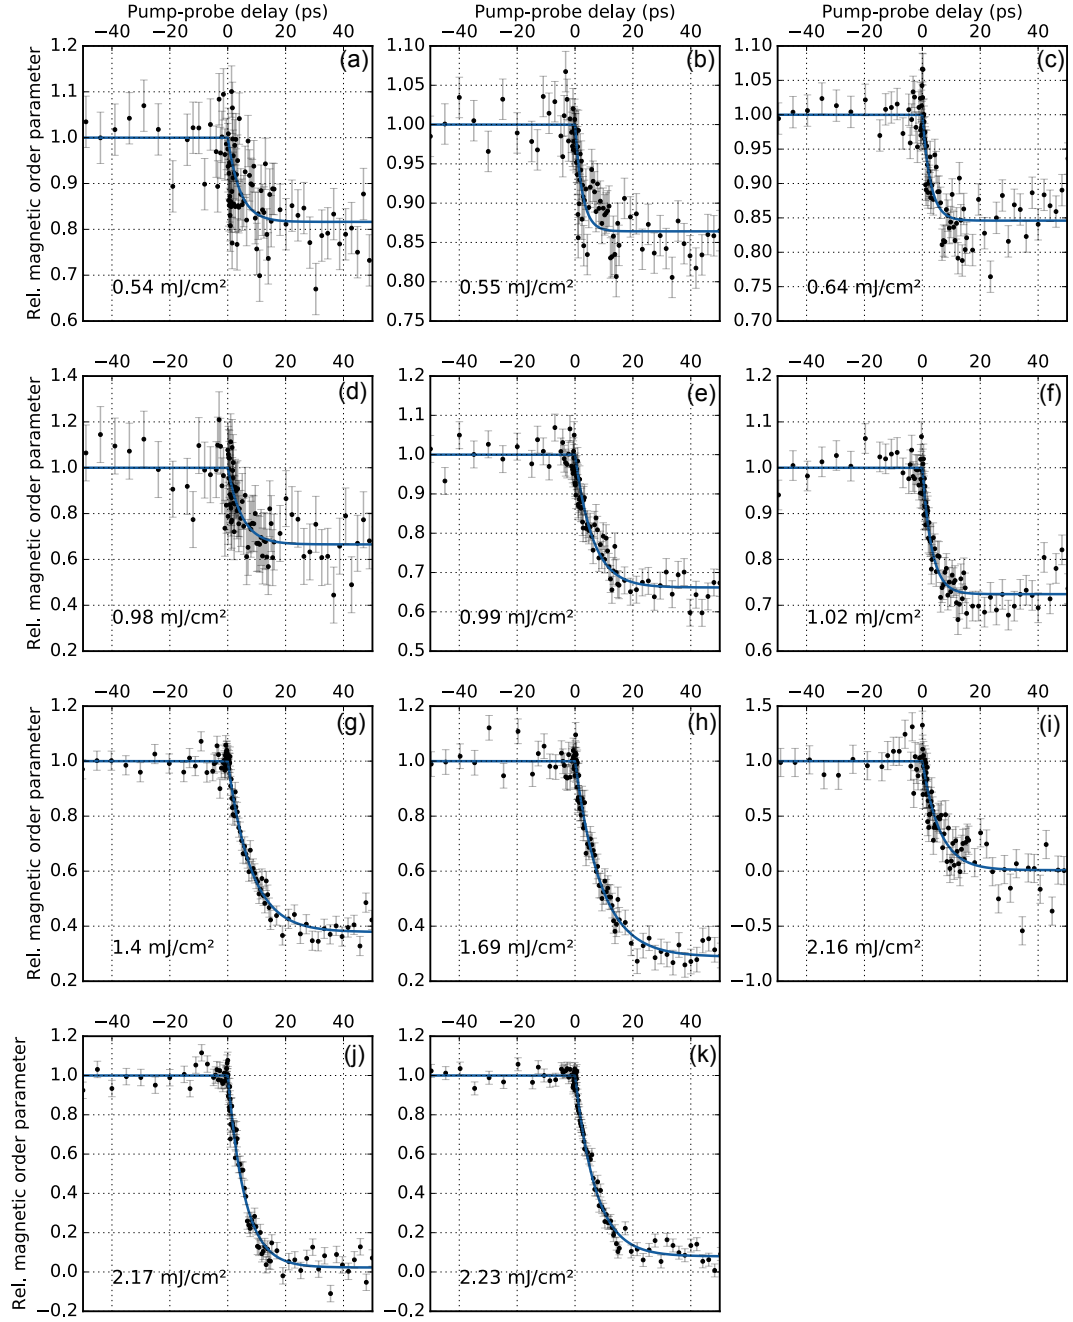 Pump-probe delay (ps) Pump-probe delay (ps) Pump-probe delay (ps)
−40 −20 0 20 40 −40 −20 0 20 40 −40 −20 0 20 40
Rel. magnetic order parameter
1.2 1.1 1.0 0.9 0.8 0.7 0.6
(a)
0.54 mJ/cm²
1.10 1.05 1.00 0.95 0.90 0.85 0.80 0.75
(b)
0.55 mJ/cm²
1.10 1.05 1.00 0.95 0.90 0.85 0.80 0.75 0.70
(c)
0.64 mJ/cm²
−40 −20 0 20 40 −40 −20 0 20 40 −40 −20 0 20 40
Rel. magnetic order parameter
1.4 1.2 1.0 0.8 0.6 0.4 0.2
(d)
0.98 mJ/cm²
1.2 1.1 1.0 0.9 0.8 0.7 0.6 0.5
(e)
0.99 mJ/cm²
1.2 1.1 1.0 0.9 0.8 0.7 0.6
(f)
1.02 mJ/cm²
−40 −20 0 20 40 −40 −20 0 20 40 −40 −20 0 20 40
Rel. magnetic order parameter
1.2 1.0 0.8 0.6 0.4 0.2
(g)
1.4 mJ/cm²
1.2 1.0 0.8 0.6 0.4 0.2
(h)
1.69 mJ/cm²
1.5 1.0 0.5 0.0 −0.5 −1.0
(i)
2.16 mJ/cm²
−40 −20 0 20 40 −40 −20 0 20 40
Rel. magnetic order parameter
1.2 1.0 0.8 0.6 0.4 0.2 0.0 −0.2
(j)
2.17 mJ/cm²
1.2 1.0 0.8 0.6 0.4 0.2 0.0 −0.2
(k)
2.23 mJ/cm²